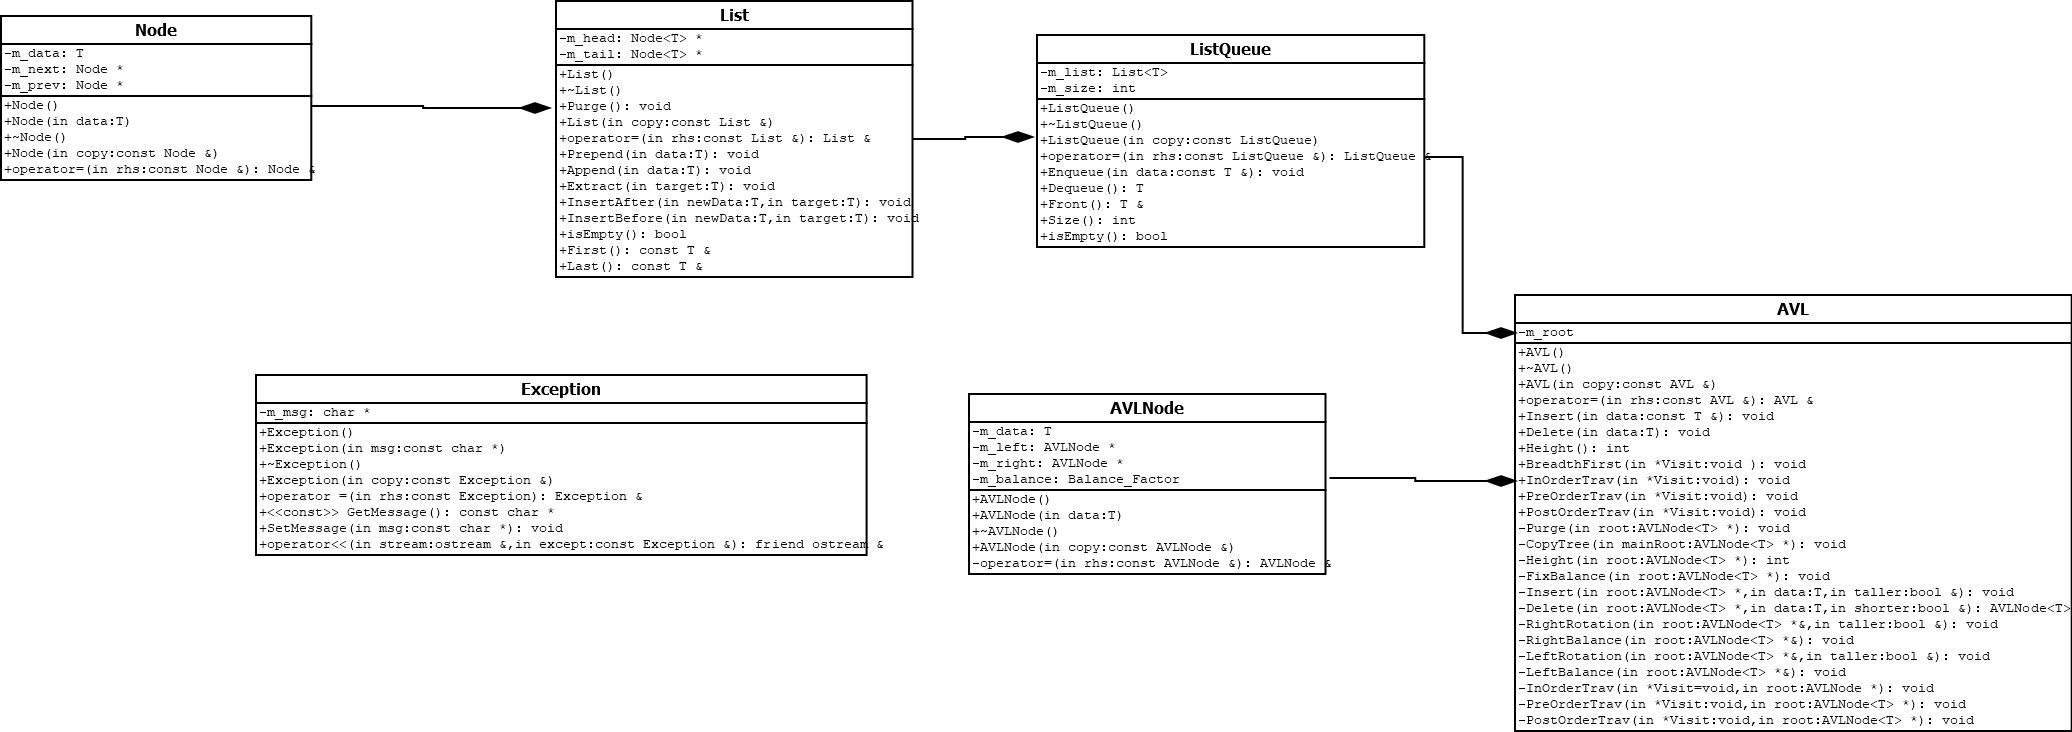 Node
-m_data: T
-m_next: Node *
-m_prev: Node *
+Node()
+Node(in data:T)
+~Node()
+Node(in copy:const Node &)
+operator=(in rhs:const Node &): Node &
List
-m_head: Node<T> *
-m_tail: Node<T> *
+List()
+~List()
+Purge(): void
+List(in copy:const List &)
+operator=(in rhs:const List &): List &
+Prepend(in data:T): void
+Append(in data:T): void
+Extract(in target:T): void
+InsertAfter(in newData:T,in target:T): void
+InsertBefore(in newData:T,in target:T): void
+isEmpty(): bool
+First(): const T &
+Last(): const T &
ListQueue
-m_list: List<T>
-m_size: int
+ListQueue()
+~ListQueue()
+ListQueue(in copy:const ListQueue)
+operator=(in rhs:const ListQueue &): ListQueue &
+Enqueue(in data:const T &): void
+Dequeue(): T
+Front(): T &
+Size(): int
+isEmpty(): bool
Exception
-m_msg: char *
+Exception()
+Exception(in msg:const char *)
+~Exception()
+Exception(in copy:const Exception &)
+operator =(in rhs:const Exception): Exception &
+<<const>> GetMessage(): const char *
+SetMessage(in msg:const char *): void
+operator<<(in stream:ostream &,in except:const Exception &): friend ostream &
AVLNode
-m_data: T
-m_left: AVLNode *
-m_right: AVLNode *
-m_balance: Balance_Factor
+AVLNode()
+AVLNode(in data:T)
+~AVLNode()
+AVLNode(in copy:const AVLNode &)
-operator=(in rhs:const AVLNode &): AVLNode &
AVL
-m_root
+AVL()
+~AVL()
+AVL(in copy:const AVL &)
+operator=(in rhs:const AVL &): AVL &
+Insert(in data:const T &): void
+Delete(in data:T): void
+Height(): int
+BreadthFirst(in *Visit:void ): void
+InOrderTrav(in *Visit:void): void
+PreOrderTrav(in *Visit:void): void
+PostOrderTrav(in *Visit:void): void
-Purge(in root:AVLNode<T> *): void
-CopyTree(in mainRoot:AVLNode<T> *): void
-Height(in root:AVLNode<T> *): int
-FixBalance(in root:AVLNode<T> *): void
-Insert(in root:AVLNode<T> *,in data:T,in taller:bool &): void
-Delete(in root:AVLNode<T> *,in data:T,in shorter:bool &): AVLNode<T>
-RightRotation(in root:AVLNode<T> *&,in taller:bool &): void
-RightBalance(in root:AVLNode<T> *&): void
-LeftRotation(in root:AVLNode<T> *&,in taller:bool &): void
-LeftBalance(in root:AVLNode<T> *&): void
-InOrderTrav(in *Visit=void,in root:AVLNode *): void
-PreOrderTrav(in *Visit:void,in root:AVLNode<T> *): void
-PostOrderTrav(in *Visit:void,in root:AVLNode<T> *): void